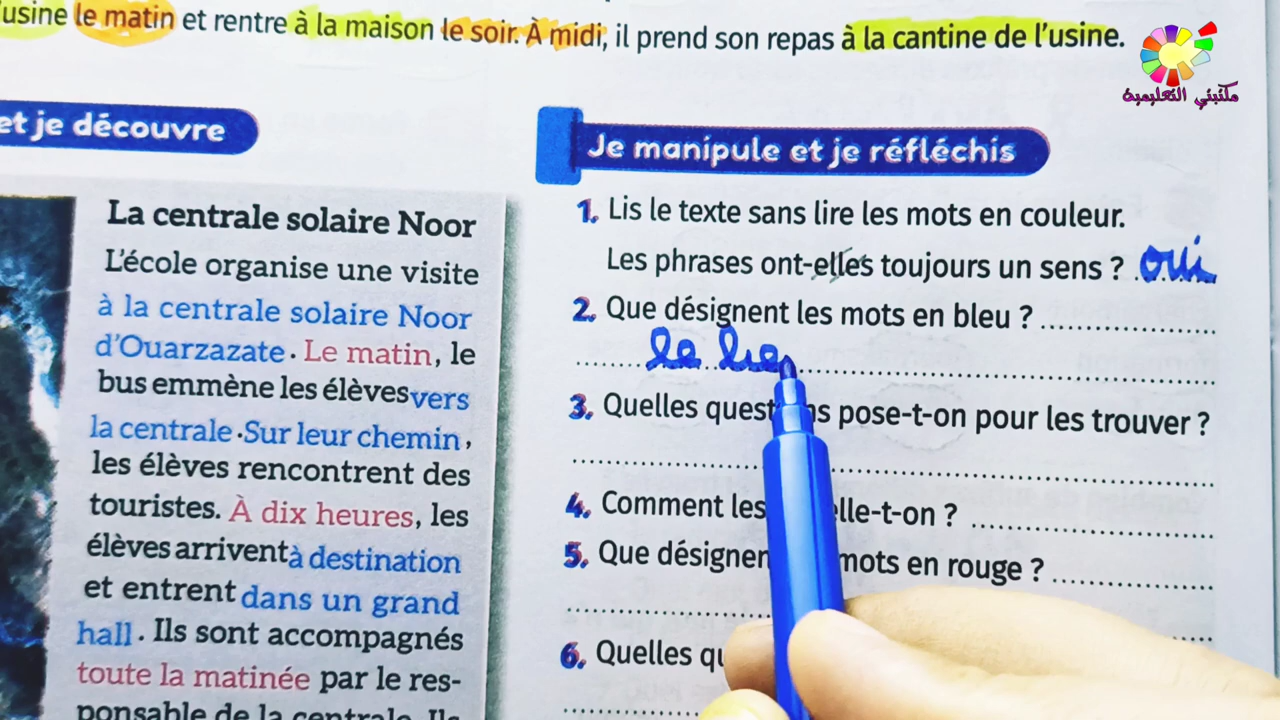 l'usine le matin et rentre à la maison le soir. À midi, il prend son repas à la cantine de l'usine.
مكتبتي التعليمية
et je découvre
La centrale solaire Noor
L'école organise une visite
à la centrale solaire Noor
d'Ouarzazate. Le matin, le
bus emmène les élèves vers
la centrale. Sur leur chemin,
les élèves rencontrent des
touristes. À dix heures, les
élèves arrivent à destination
et entrent dans un grand
hall. Ils sont accompagnés
toute la matinée par le res-
ponsable de la centrale. Ils
Je manipule et je réfléchis
1. Lis le texte sans lire les mots en couleur.
Les phrases ont-elles toujours un sens ? oui
2. Que désignent les mots en bleu ?
le lie
3. Quelles pose-t-on pour les trouver ?
4. Comment les -t-on ?
5. Que mots en rouge ?
6. Quelles